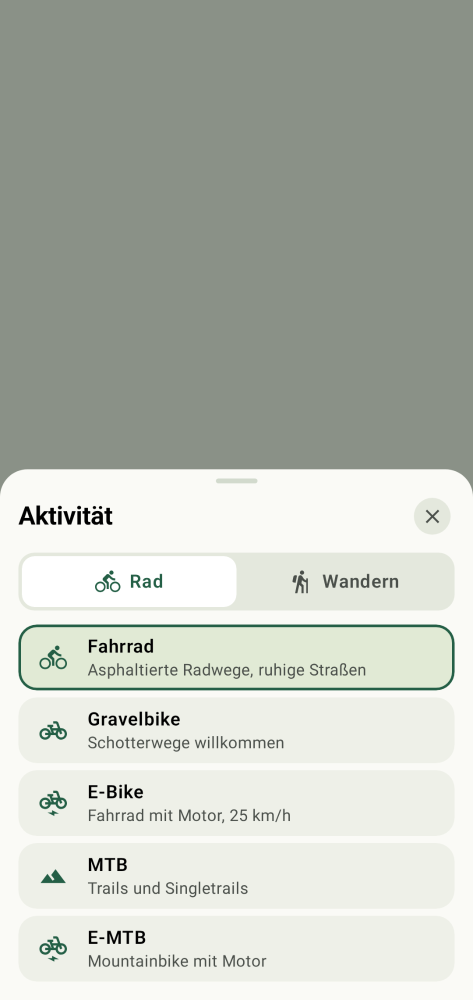 Aktivität
Rad
Wandern
Fahrrad
Asphaltierte Radwege, ruhige Straßen
Gravelbike
Schotterwege willkommen
E-Bike
Fahrrad mit Motor, 25 km/h
MTB
Trails und Singletrails
E-MTB
Mountainbike mit Motor